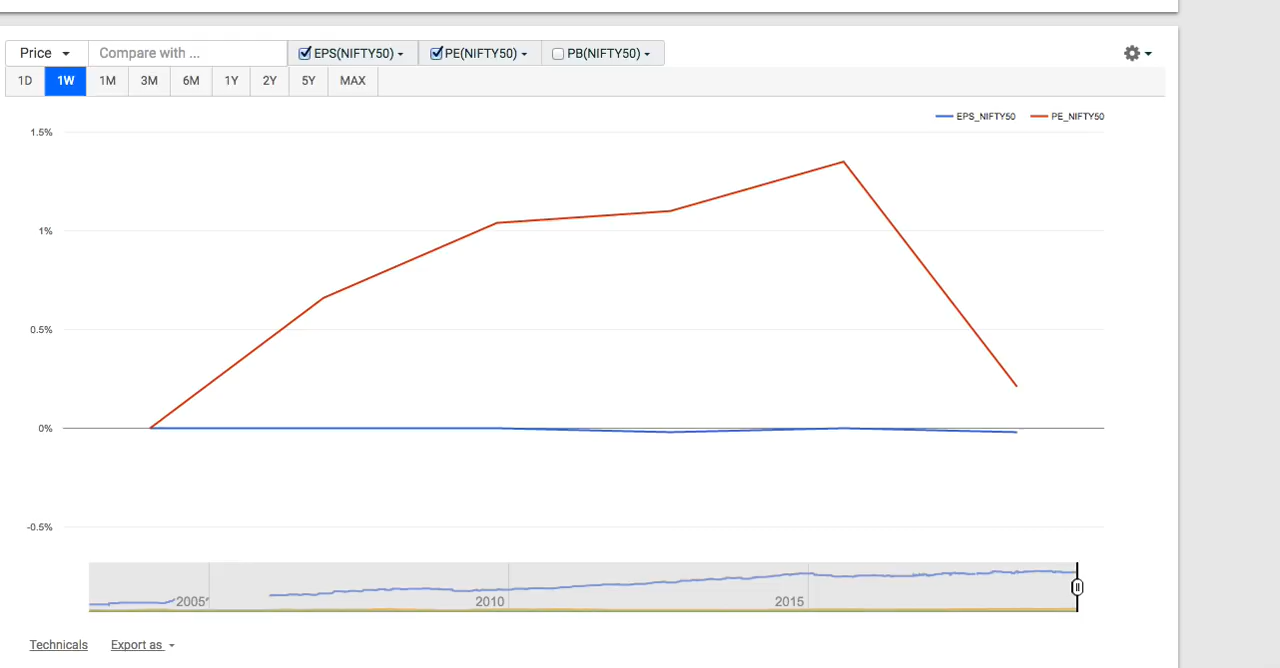 Price Compare with ... EPS(NIFTY50) PE(NIFTY50) PB(NIFTY50)
1D 1W 1M 3M 6M 1Y 2Y 5Y MAX
EPS_NIFTY50 PE_NIFTY50
1.5%
1%
0.5%
0%
-0.5%
2005 2010 2015
Technicals Export as